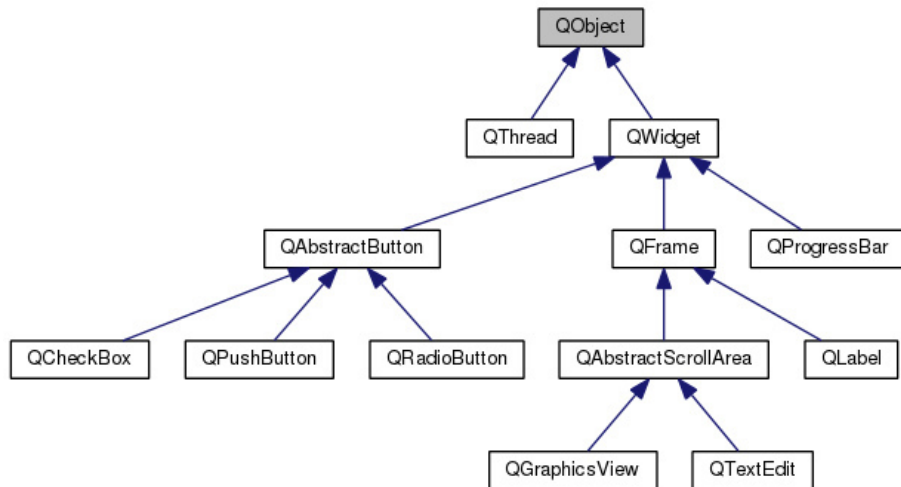 QObject
QThread
QWidget
QAbstractButton
QFrame
QProgressBar
QCheckBox
QPushButton
QRadioButton
QAbstractScrollArea
QLabel
QGraphicsView
QTextEdit